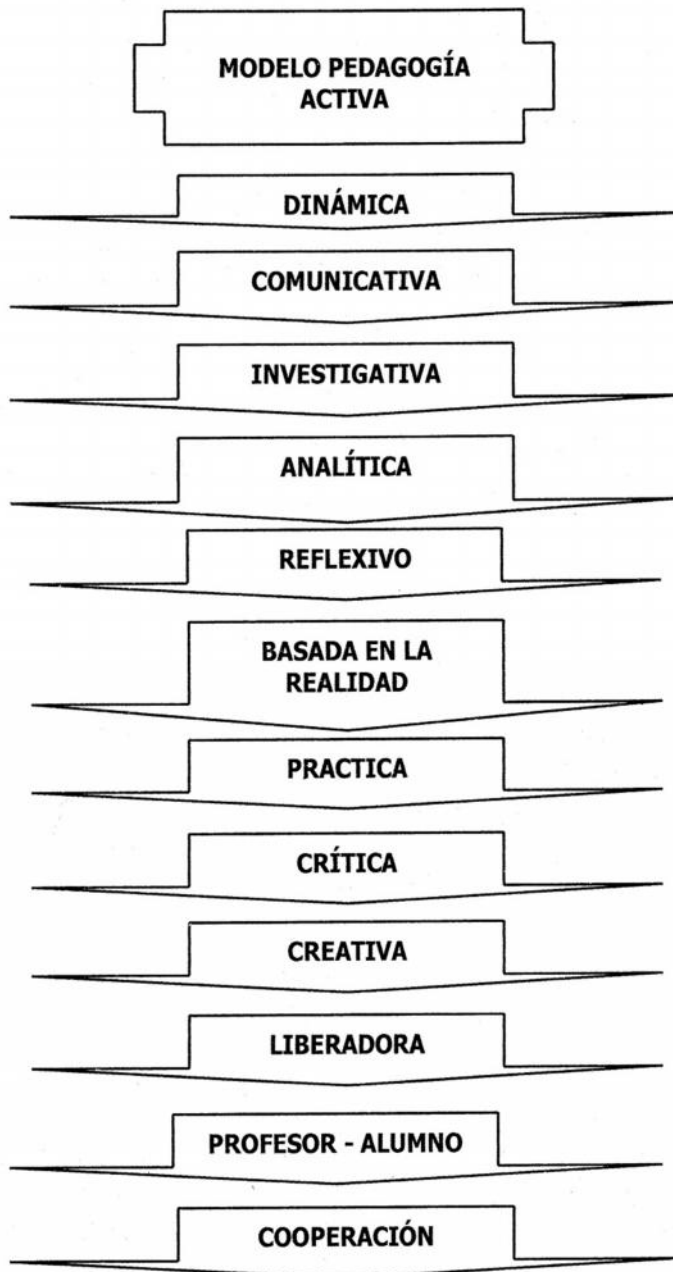 MODELO PEDAGOGÍA
ACTIVA
DINÁMICA
COMUNICATIVA
INVESTIGATIVA
ANALÍTICA
REFLEXIVO
BASADA EN LA
REALIDAD
PRACTICA
CRÍTICA
CREATIVA
LIBERADORA
PROFESOR - ALUMNO
COOPERACIÓN